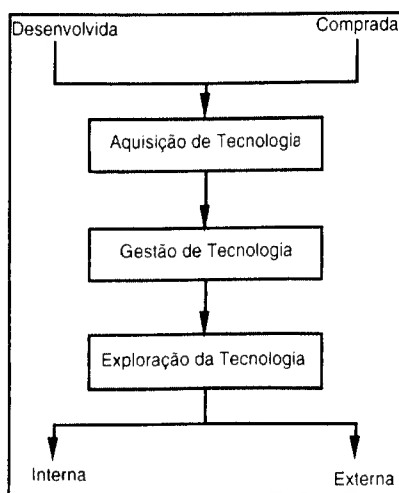 Desenvolvida
Comprada
Aquisição de Tecnologia
Gestão de Tecnologia
Exploração da Tecnologia
Interna
Externa